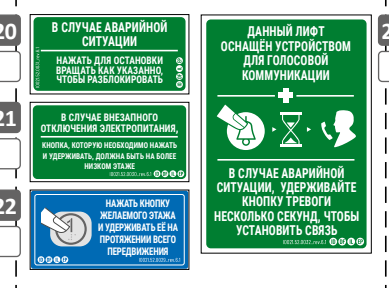 20
В СЛУЧАЕ АВАРИЙНОЙ
СИТУАЦИИ
НАЖАТЬ ДЛЯ ОСТАНОВКИ
ВРАЩАТЬ КАК УКАЗАННО,
ЧТОБЫ РАЗБЛОКИРОВАТЬ
21
В СЛУЧАЕ ВНЕЗАПНОГО
ОТКЛЮЧЕНИЯ ЭЛЕКТРОПИТАНИЯ,
КНОПКА, КОТОРУЮ НЕОБХОДИМО НАЖАТЬ
И УДЕРЖИВАТЬ, ДОЛЖНА БЫТЬ НА БОЛЕЕ
НИЗКОМ ЭТАЖЕ
22
НАЖАТЬ КНОПКУ
ЖЕЛАЕМОГО ЭТАЖА
И УДЕРЖИВАТЬ ЕЁ НА
ПРОТЯЖЕНИИ ВСЕГО
ПЕРЕДВИЖЕНИЯ
ДАННЫЙ ЛИФТ
ОСНАЩЁН УСТРОЙСТВОМ
ДЛЯ ГОЛОСОВОЙ
КОММУНИКАЦИИ
В СЛУЧАЕ АВАРИЙНОЙ
СИТУАЦИИ, УДЕРЖИВАЙТЕ
КНОПКУ ТРЕВОГИ
НЕСКОЛЬКО СЕКУНД, ЧТОБЫ
УСТАНОВИТЬ СВЯЗЬ
2